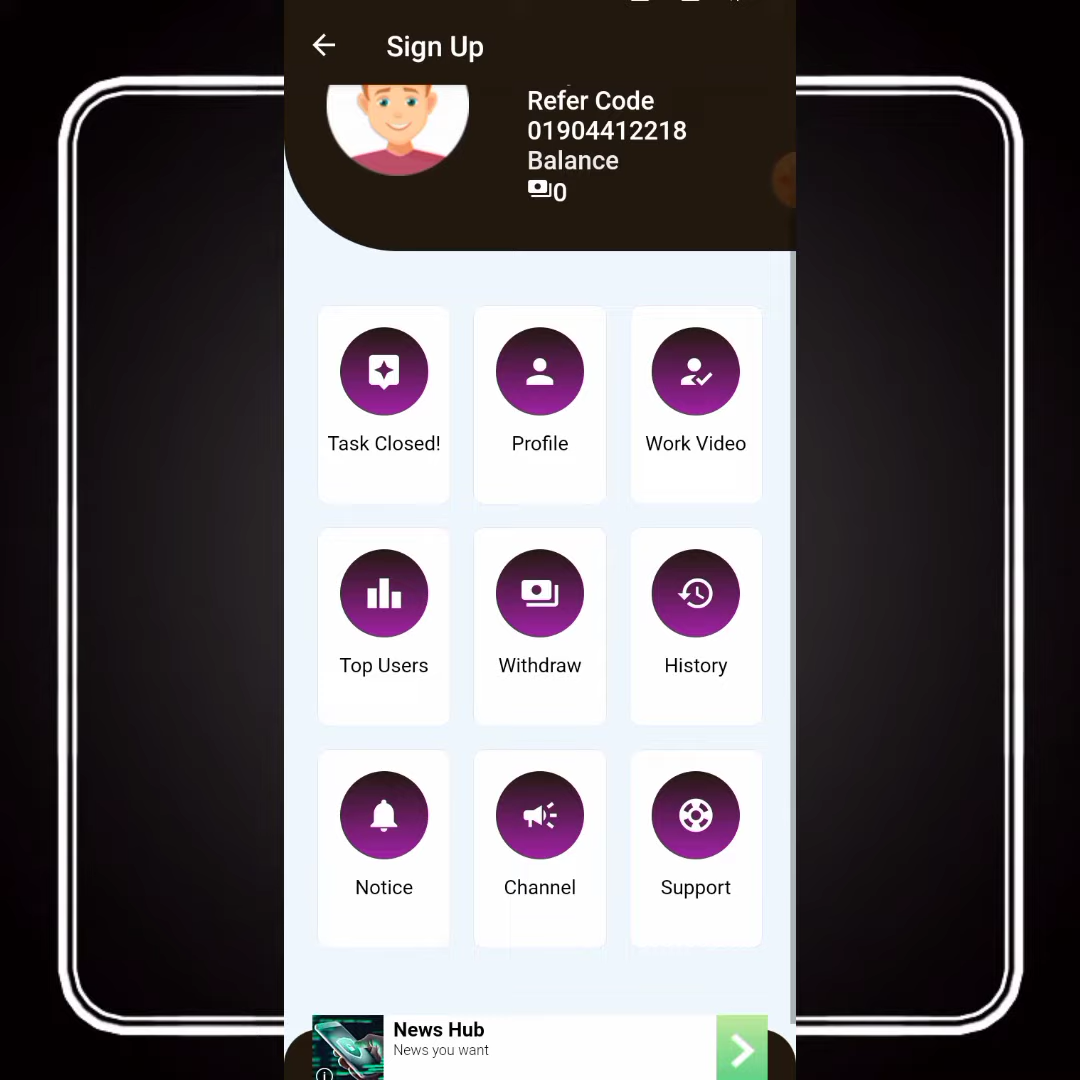 Sign Up
Refer Code
01904412218
Balance
0
Task Closed!
Profile
Work Video
Top Users
Withdraw
History
Notice
Channel
Support
News Hub
News you want